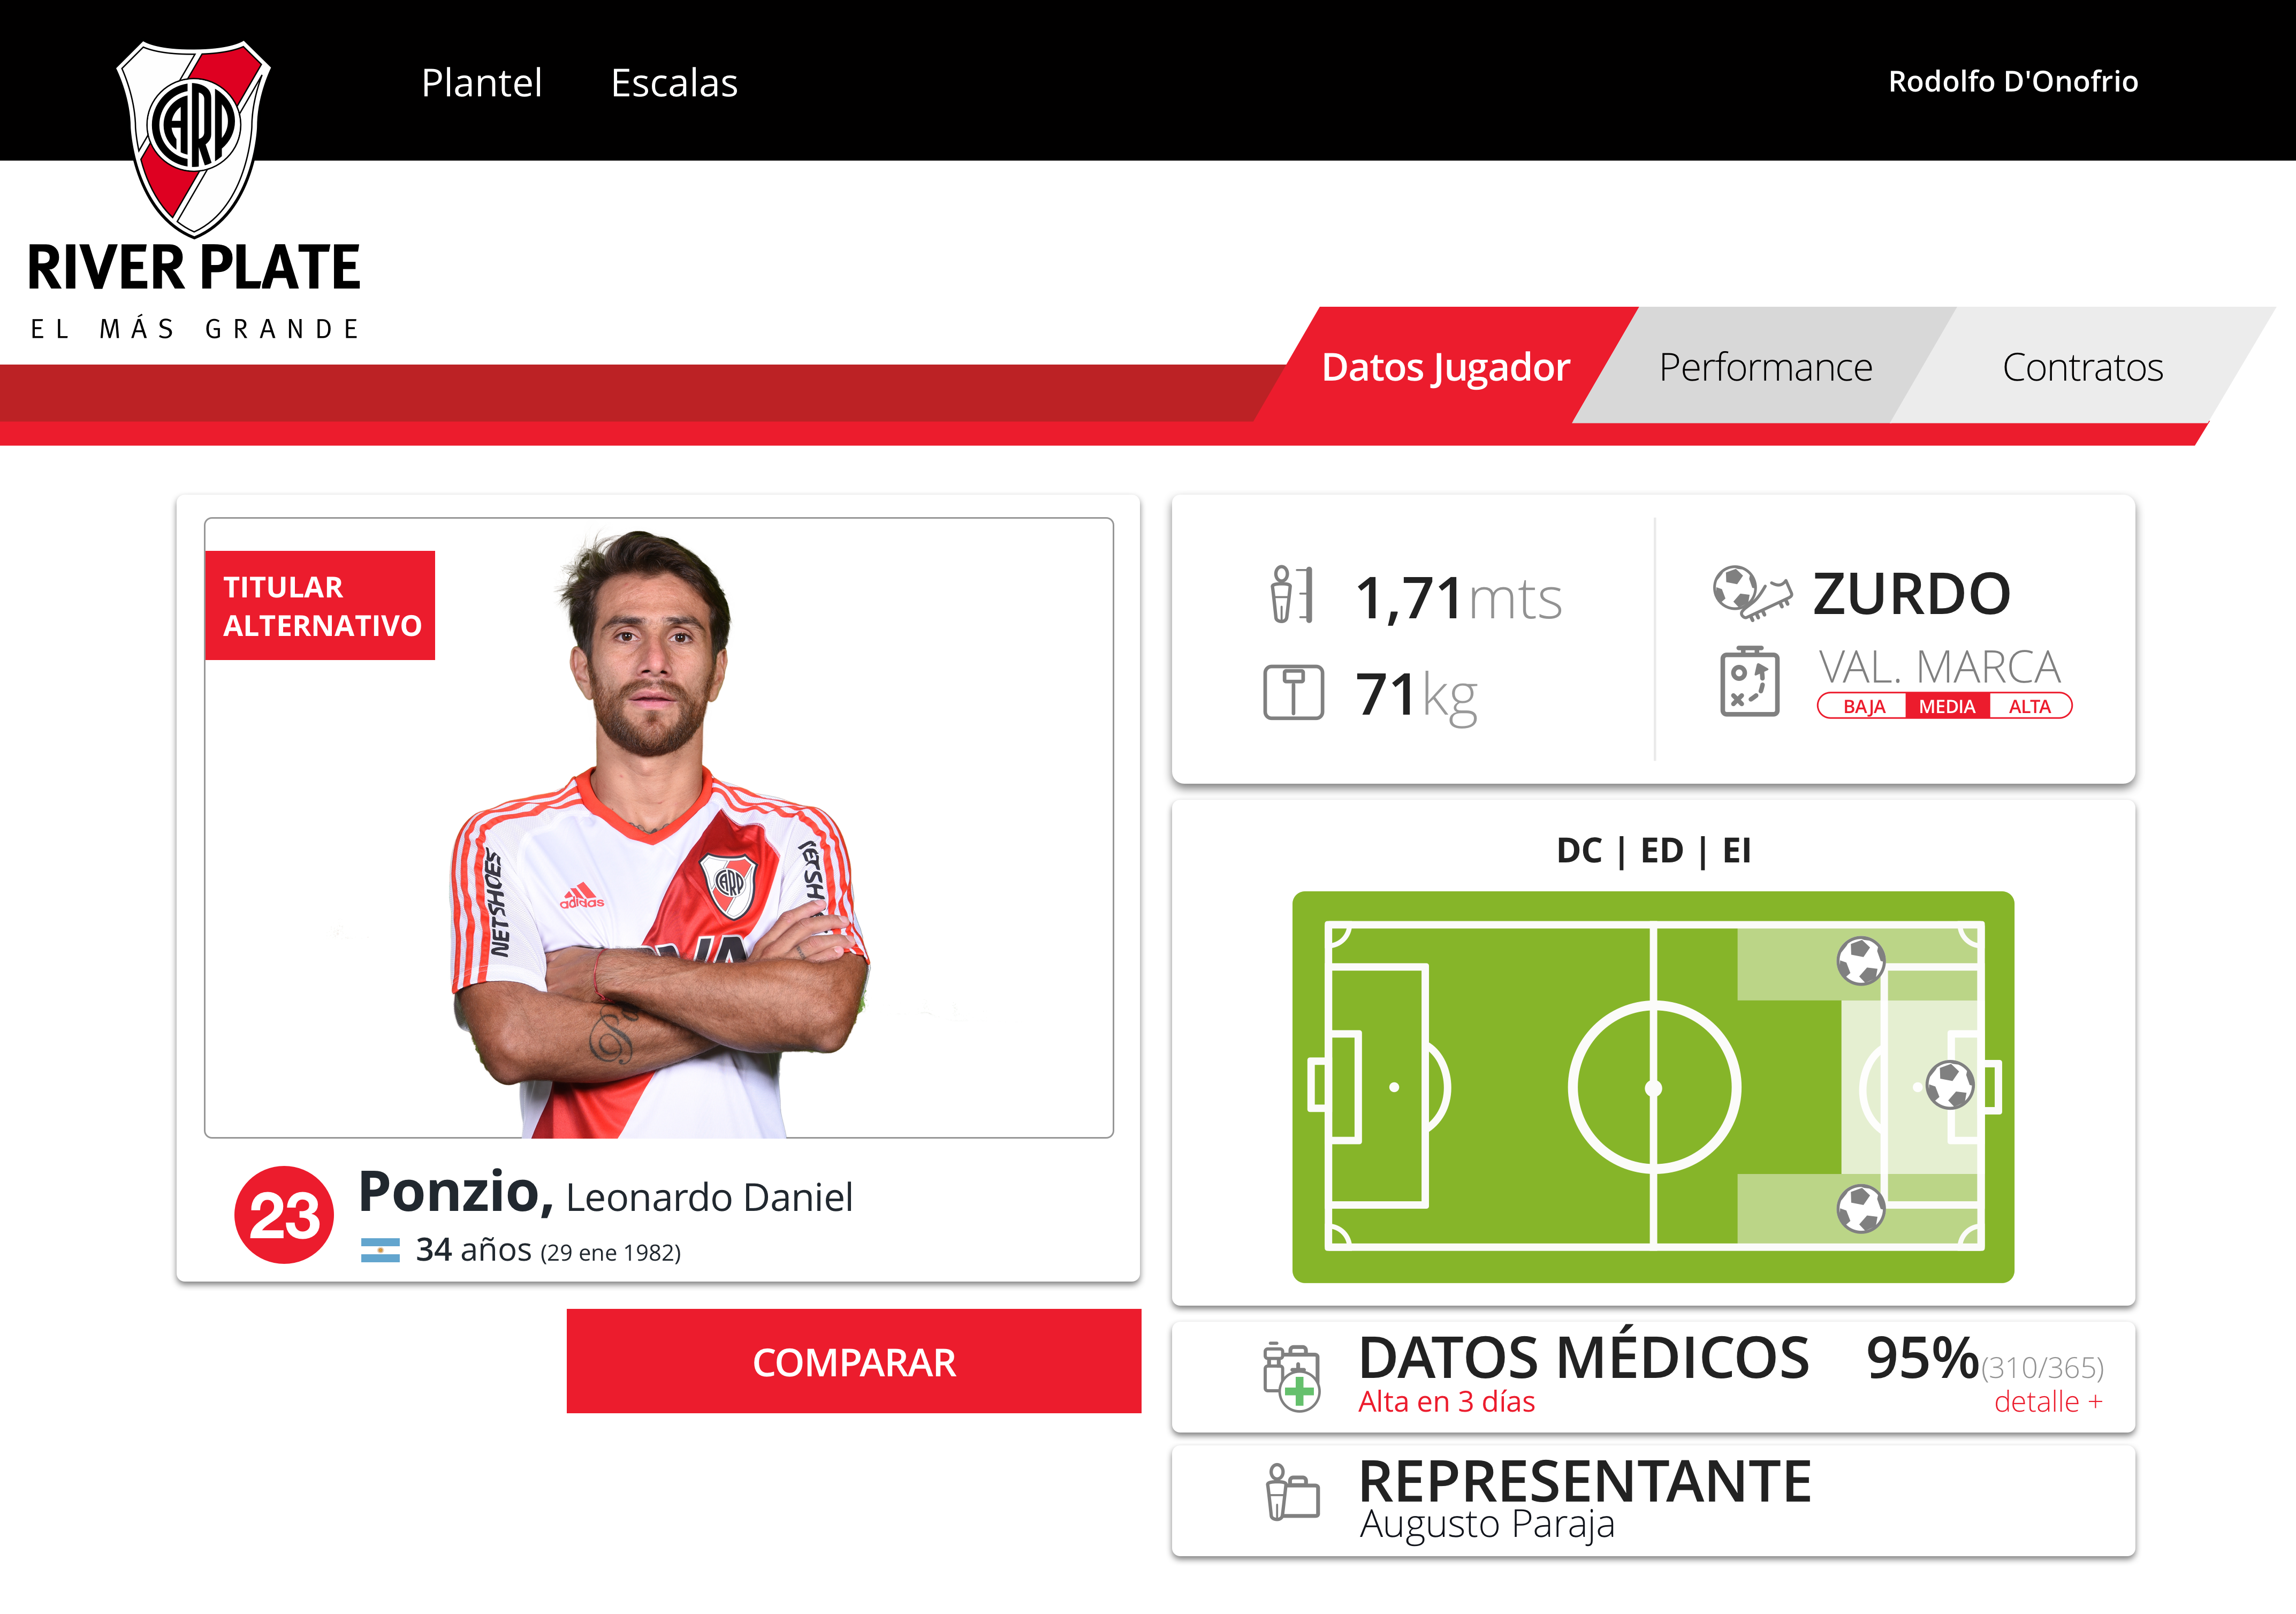 Plantel Escalas Rodolfo D'Onofrio
CARP
RIVER PLATE
EL MÁS GRANDE
Datos Jugador Performance Contratos
TITULAR
ALTERNATIVO
NETSHOES
adidas
CARP
1,71mts
71kg
ZURDO
VAL. MARCA
BAJA MEDIA ALTA
DC | ED | EI
23
Ponzio, Leonardo Daniel
34 años (29 ene 1982)
COMPARAR
DATOS MÉDICOS 95%(310/365)
Alta en 3 días detalle +
REPRESENTANTE
Augusto Paraja